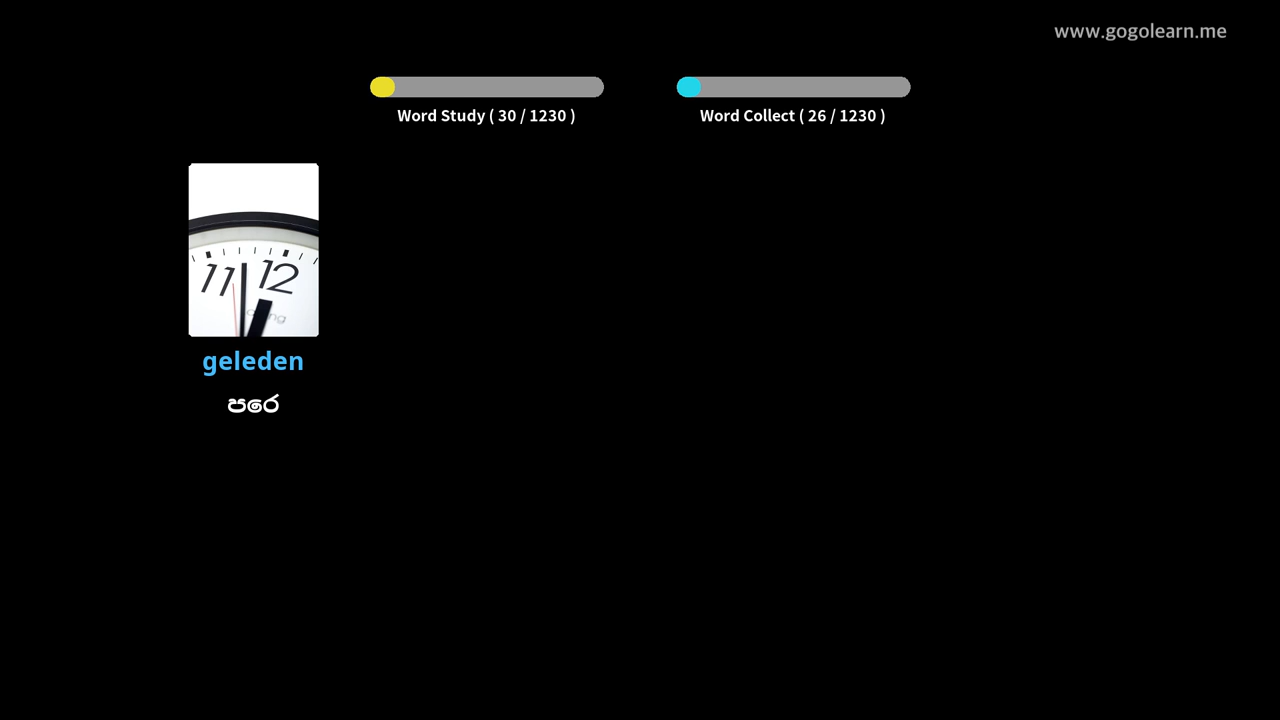 www.gogolearn.me
Word Study ( 30 / 1230 )
Word Collect ( 26 / 1230 )
11 12
geleden
පරෙ